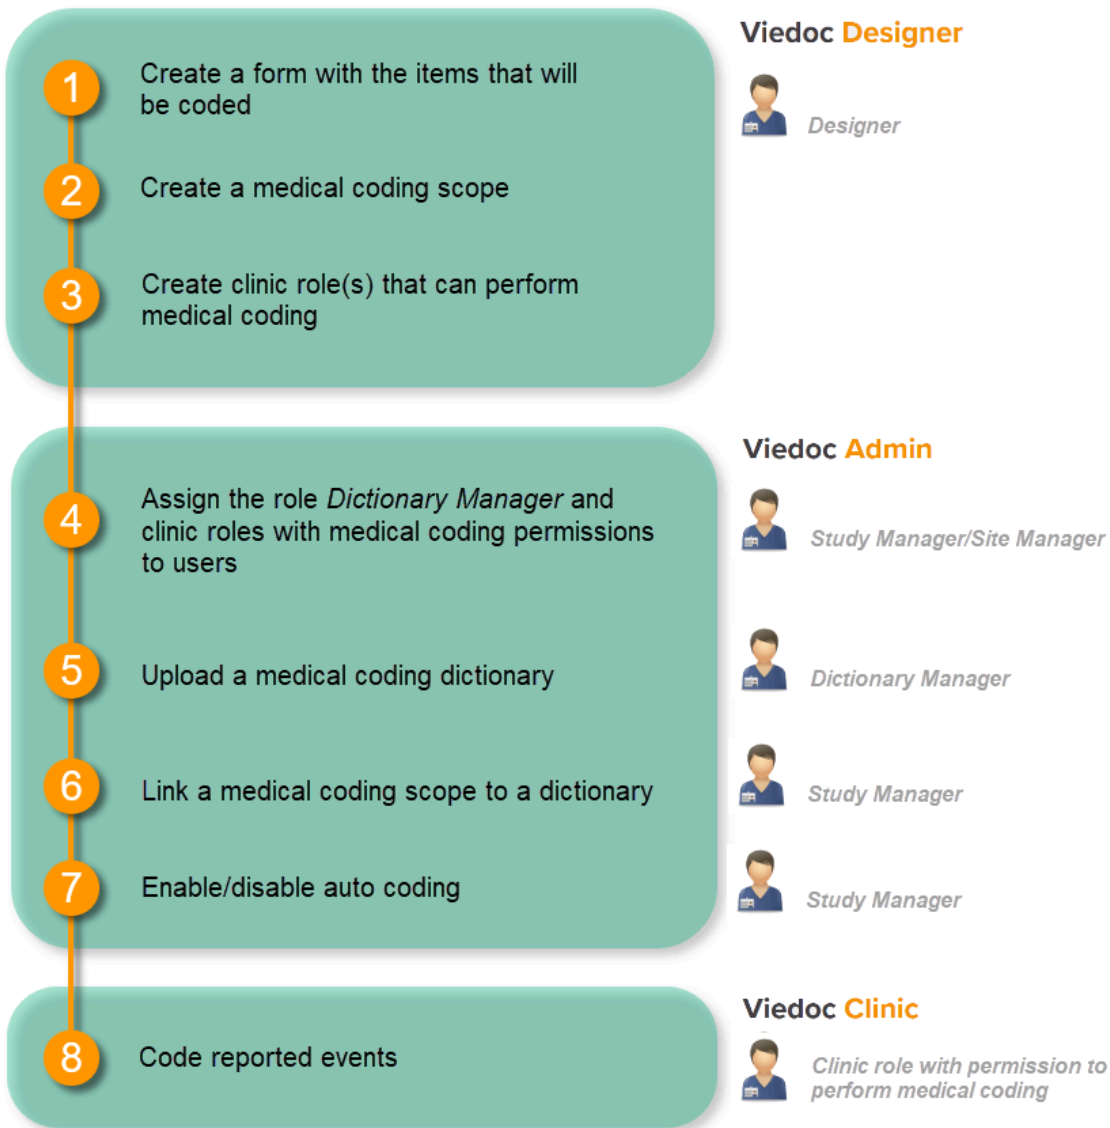 Viedoc Designer
1
Create a form with the items that will
be coded
Designer
2
Create a medical coding scope
3
Create clinic role(s) that can perform
medical coding
Viedoc Admin
4
Assign the role Dictionary Manager and
clinic roles with medical coding permissions
to users
Study Manager/Site Manager
5
Upload a medical coding dictionary
Dictionary Manager
6
Link a medical coding scope to a dictionary
Study Manager
7
Enable/disable auto coding
Study Manager
Viedoc Clinic
8
Code reported events
Clinic role with permission to
perform medical coding